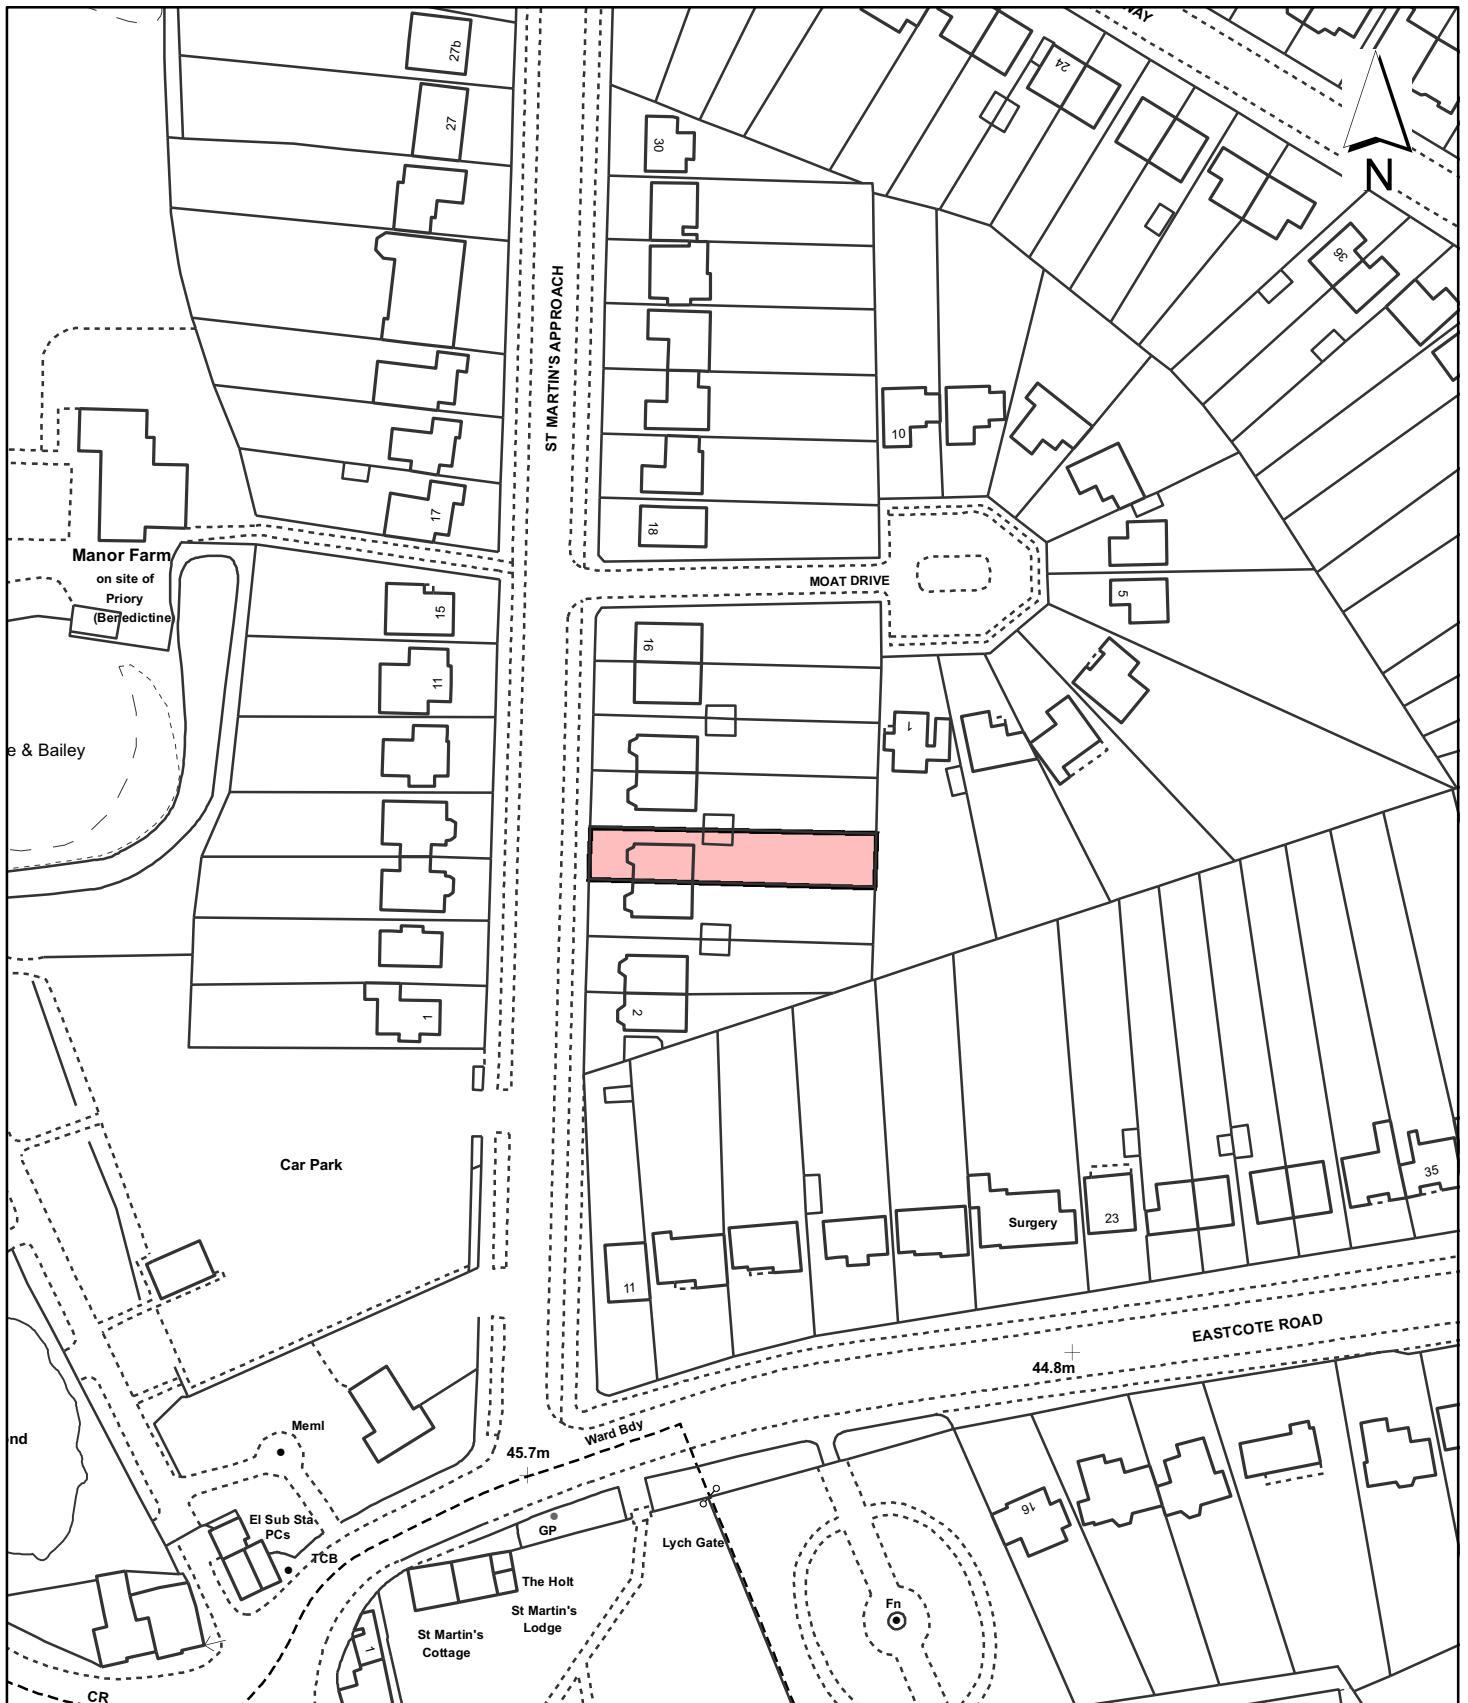 WAY
27b
24
27
30
N
36
ST MARTIN'S APPROACH
10
17
18
Manor Farm
on site of
Priory
(Benedictine)
MOAT DRIVE
15
5
16
11
1
e & Bailey
2
1
Car Park
35
Surgery
23
11
EASTCOTE ROAD
44.8m
Meml
nd
Ward Bdy
45.7m
16
El Sub Sta
PCs
GP
Lych Gate
TCB
The Holt
St Martin's
Lodge
Fn
St Martin's
Cottage
1
CR